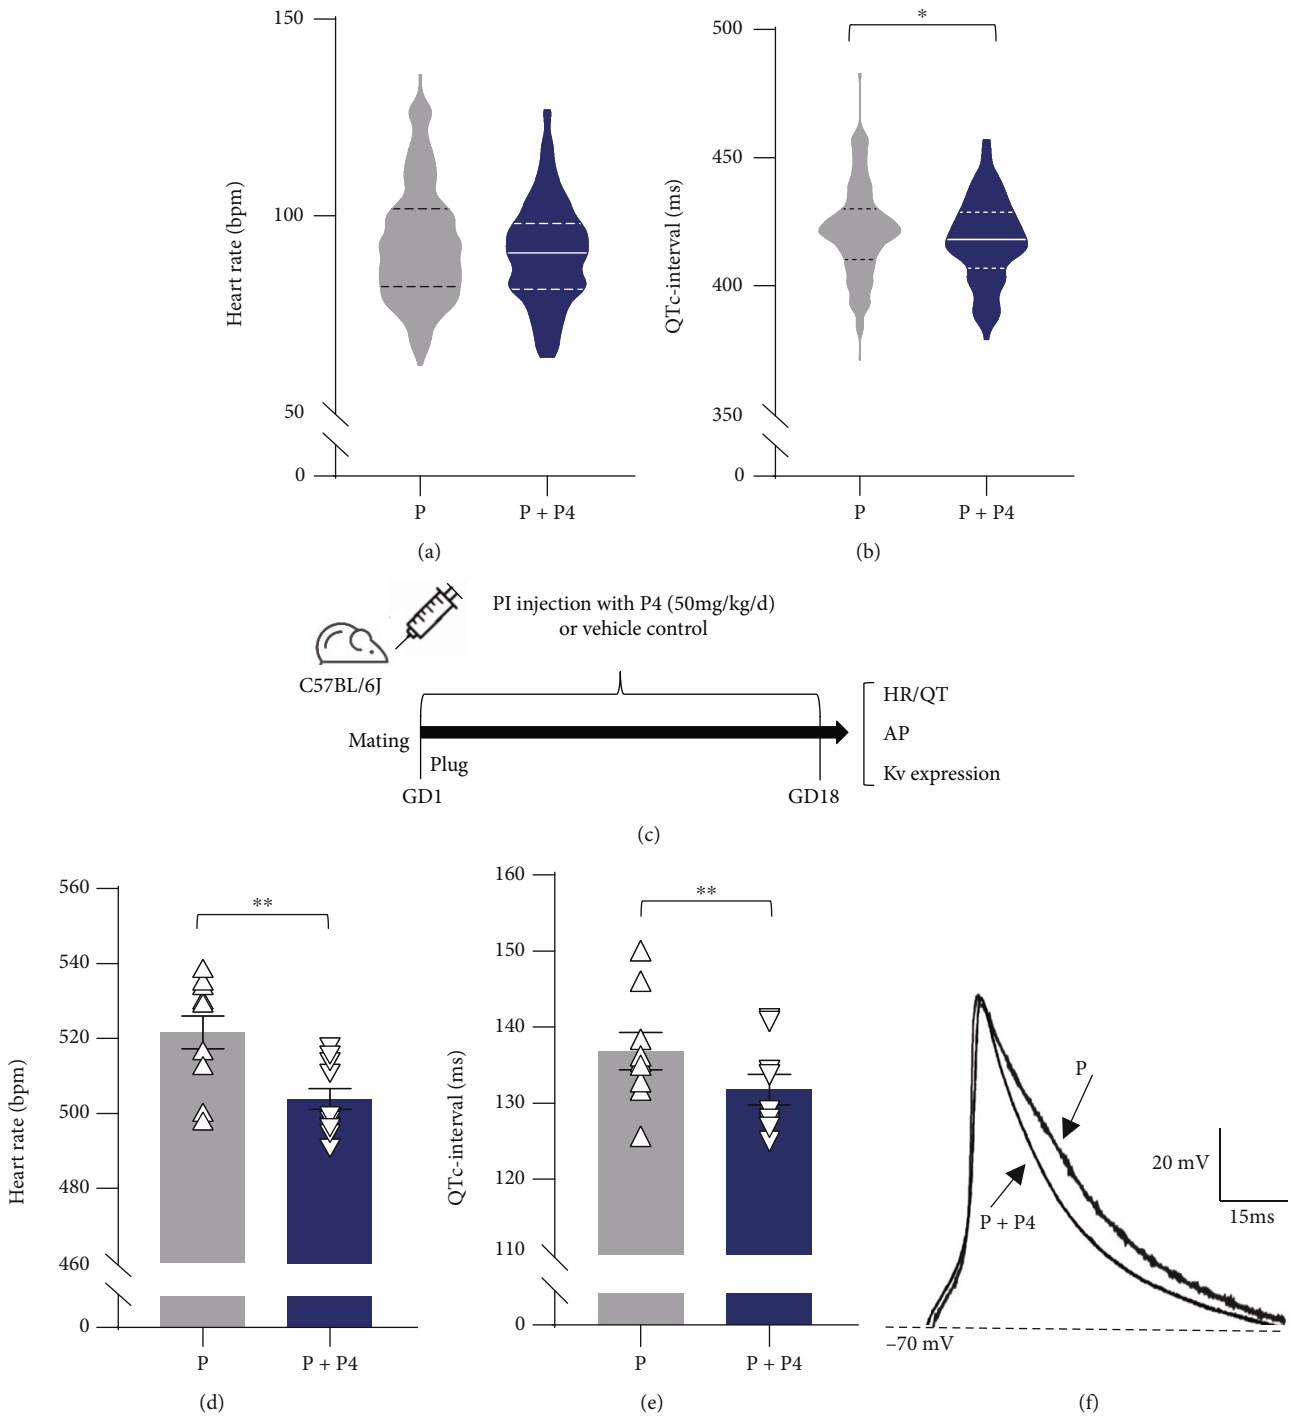 150
100
50
0
Heart rate (bpm)
P
P + P4
(a)
500
450
400
350
0
QTc-interval (ms)
*
P
P + P4
(b)
PI injection with P4 (50mg/kg/d)
or vehicle control
C57BL/6J
Mating
Plug
GD1
GD18
HR/QT
AP
Kv expression
(c)
560
540
520
500
480
460
0
Heart rate (bpm)
**
P
P + P4
(d)
160
150
140
130
120
110
0
QTc-interval (ms)
**
P
P + P4
(e)
P
P + P4
20 mV
15ms
–70 mV
(f)